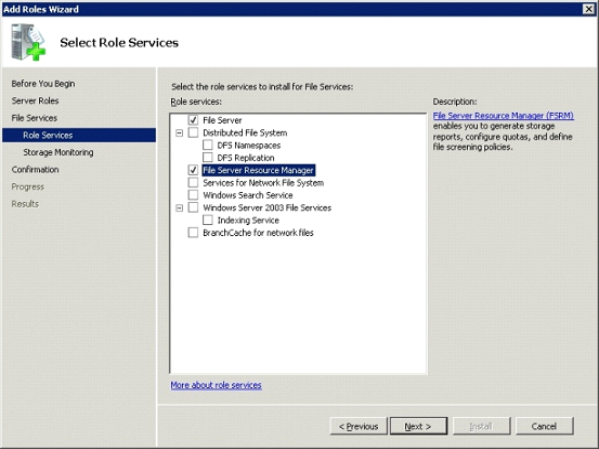 Add Roles Wizard
Select Role Services
Before You Begin
Server Roles
File Services
Role Services
Storage Monitoring
Confirmation
Progress
Results
Select the role services to install for File Services:
Role services:
File Server
Distributed File System
DFS Namespaces
DFS Replication
File Server Resource Manager
Services for Network File System
Windows Search Service
Windows Server 2003 File Services
Indexing Service
BranchCache for network files
More about role services
Description:
File Server Resource Manager (FSRM)
enables you to generate storage
reports, configure quotas, and define
file screening policies.
< Previous
Next >
Install
Cancel